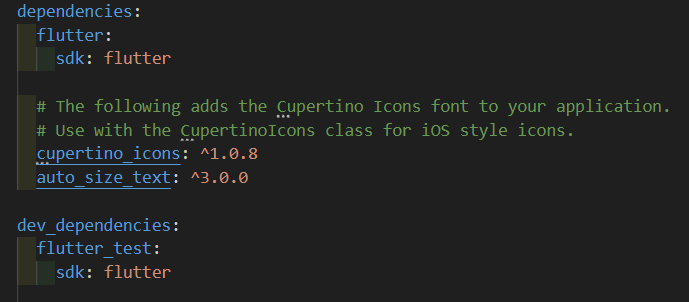 dependencies:
  flutter:
    sdk: flutter

  # The following adds the Cupertino Icons font to your application.
  # Use with the CupertinoIcons class for iOS style icons.
  cupertino_icons: ^1.0.8
  auto_size_text: ^3.0.0

dev_dependencies:
  flutter_test:
    sdk: flutter